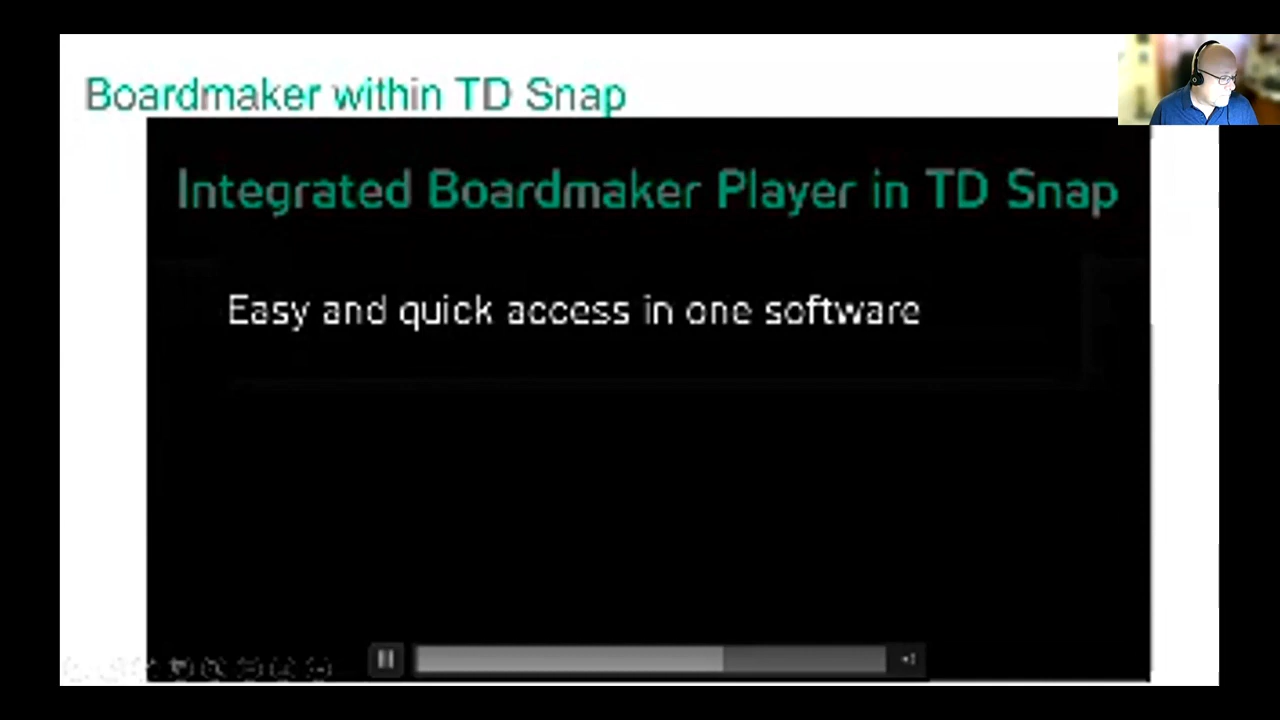 Boardmaker within TD Snap
Integrated Boardmaker Player in TD Snap
Easy and quick access in one software